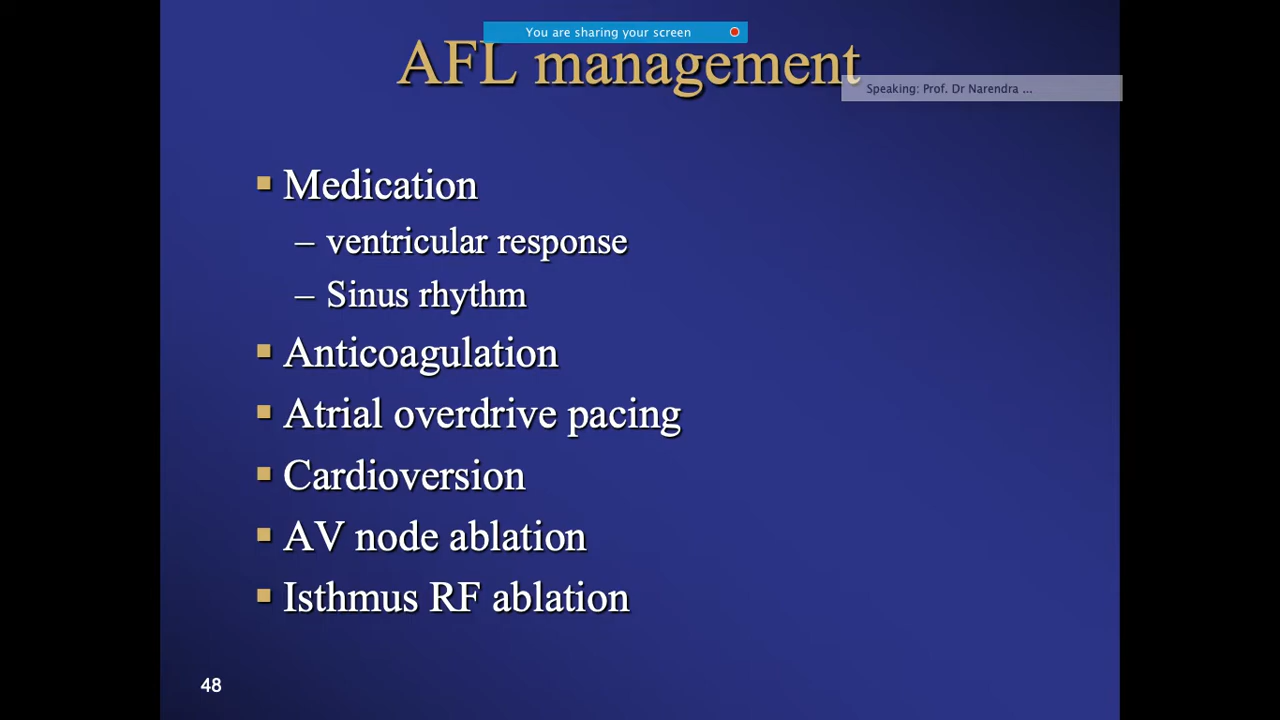 You are sharing your screen
AFL management
Speaking: Prof. Dr Narendra ...
Medication
– ventricular response
– Sinus rhythm
Anticoagulation
Atrial overdrive pacing
Cardioversion
AV node ablation
Isthmus RF ablation
48